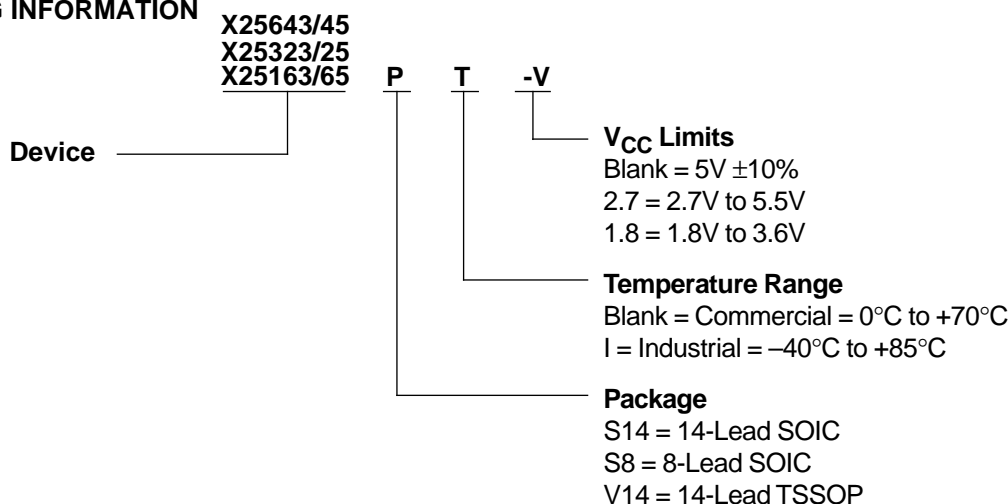 INFORMATION
X25643/45
X25323/25
X25163/65 P T -V
Device
VCC Limits
Blank = 5V ±10%
2.7 = 2.7V to 5.5V
1.8 = 1.8V to 3.6V
Temperature Range
Blank = Commercial = 0°C to +70°C
I = Industrial = –40°C to +85°C
Package
S14 = 14-Lead SOIC
S8 = 8-Lead SOIC
V14 = 14-Lead TSSOP